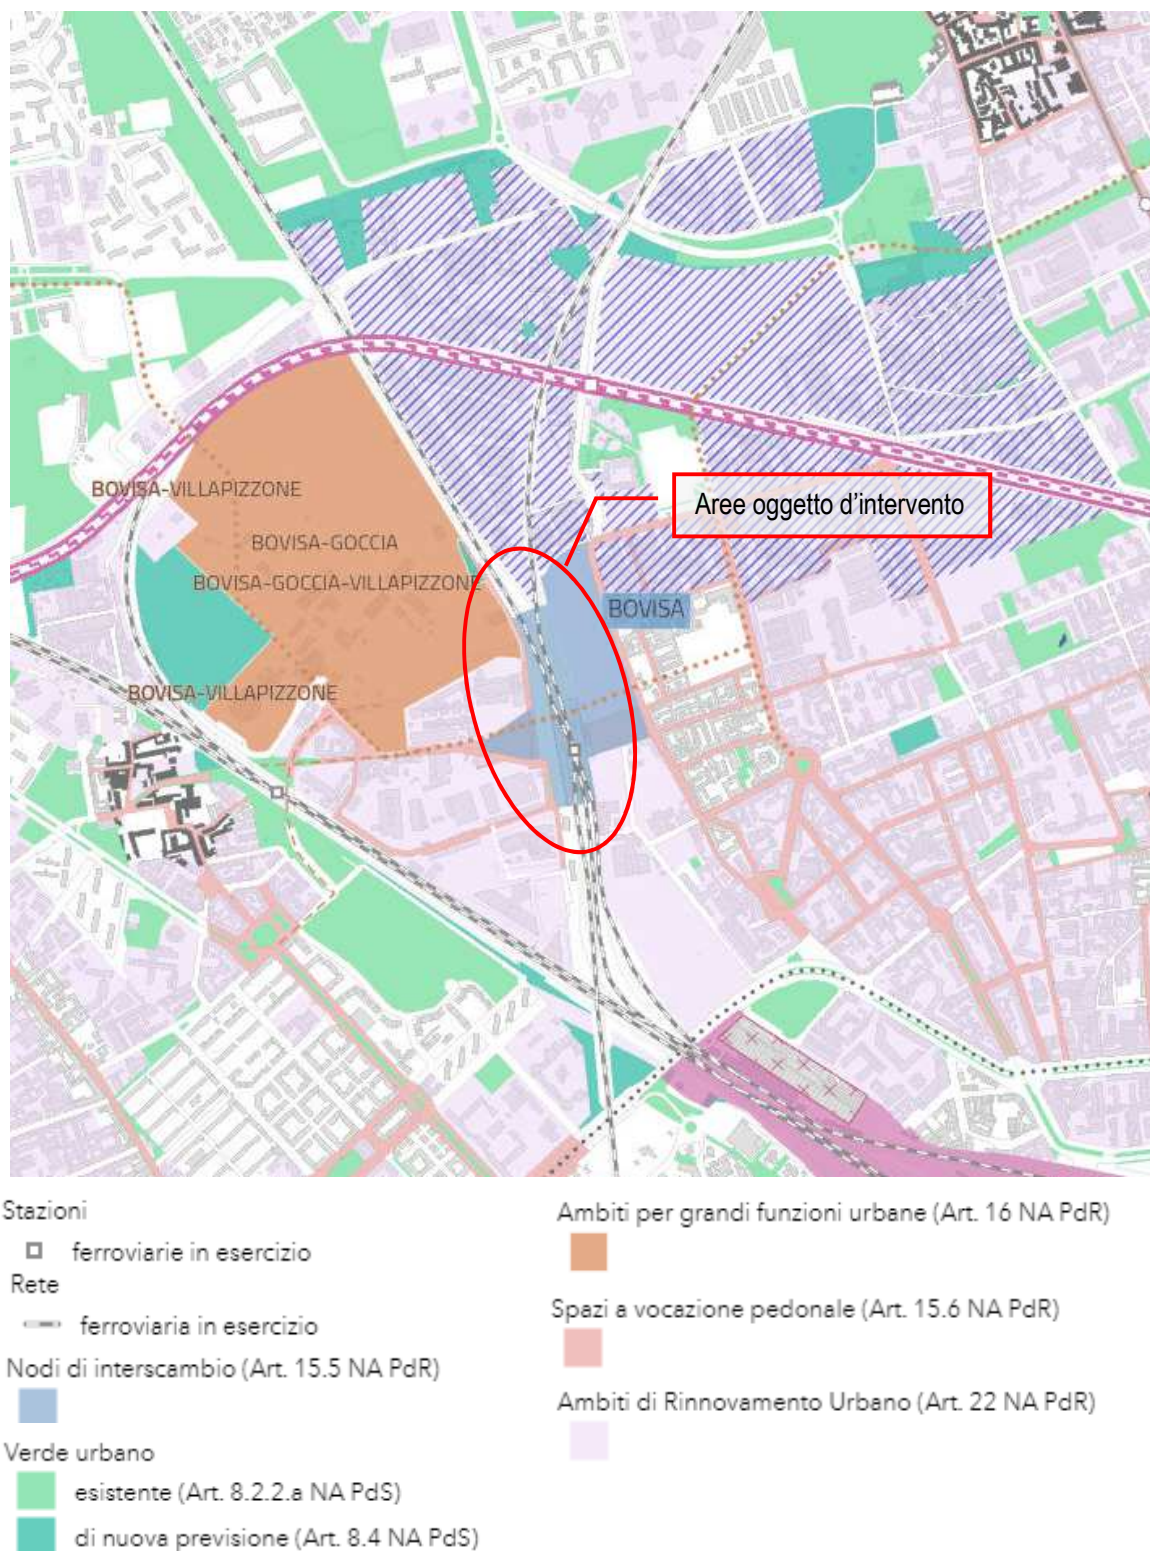 BOVISA-VILLAPIZZONE
Aree oggetto d'intervento
BOVISA-GOCCIA
BOVISA-GOCCIA-VILLAPIZZONE
BOVISA
BOVISA-VILLAPIZZONE
Stazioni
ferroviarie in esercizio
Rete
ferroviaria in esercizio
Nodi di interscambio (Art. 15.5 NA PdR)
Verde urbano
esistente (Art. 8.2.2.a NA PdS)
di nuova previsione (Art. 8.4 NA PdS)
Ambiti per grandi funzioni urbane (Art. 16 NA PdR)
Spazi a vocazione pedonale (Art. 15.6 NA PdR)
Ambiti di Rinnovamento Urbano (Art. 22 NA PdR)